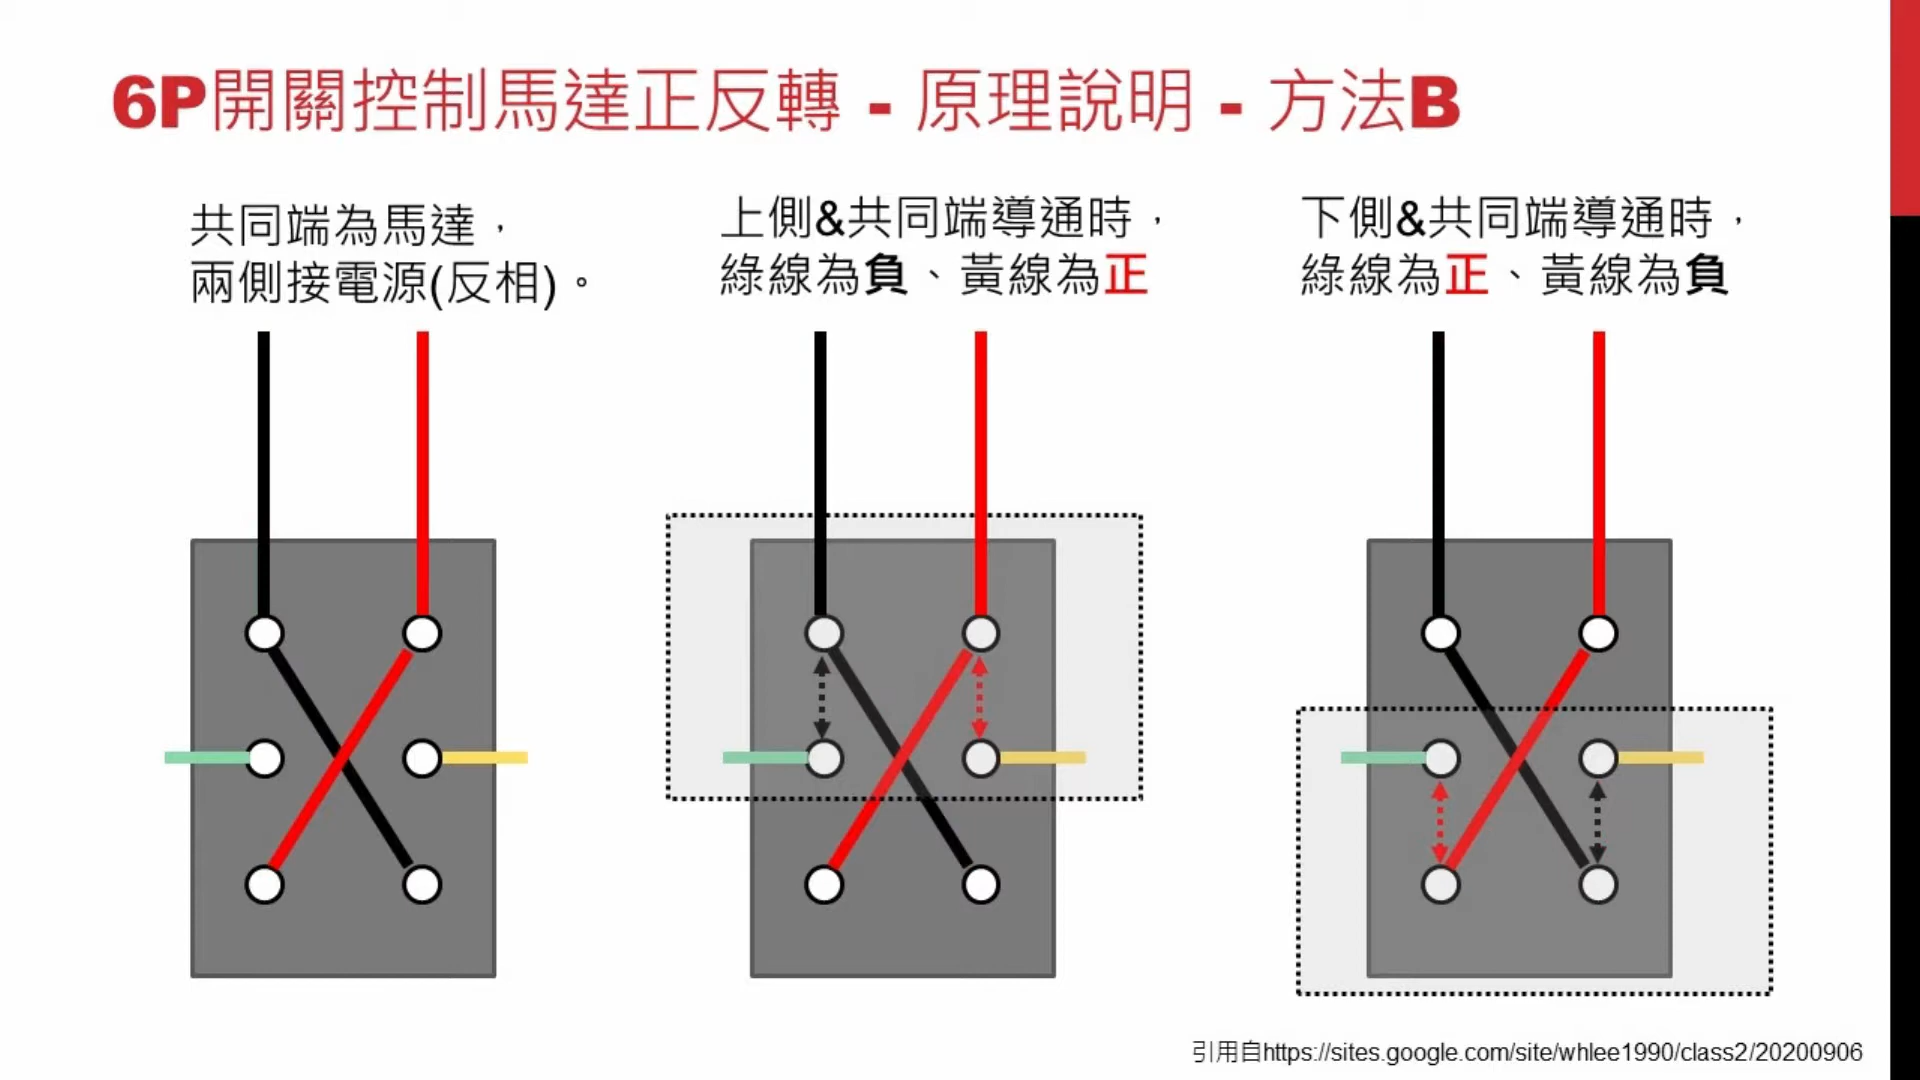 6P開關控制馬達正反轉 - 原理說明 - 方法B
共同端為馬達，
兩側接電源(反相)。
上側&共同端導通時，
綠線為負、黃線為正
下側&共同端導通時，
綠線為正、黃線為負
引用自https://sites.google.com/site/whlee1990/class2/20200906